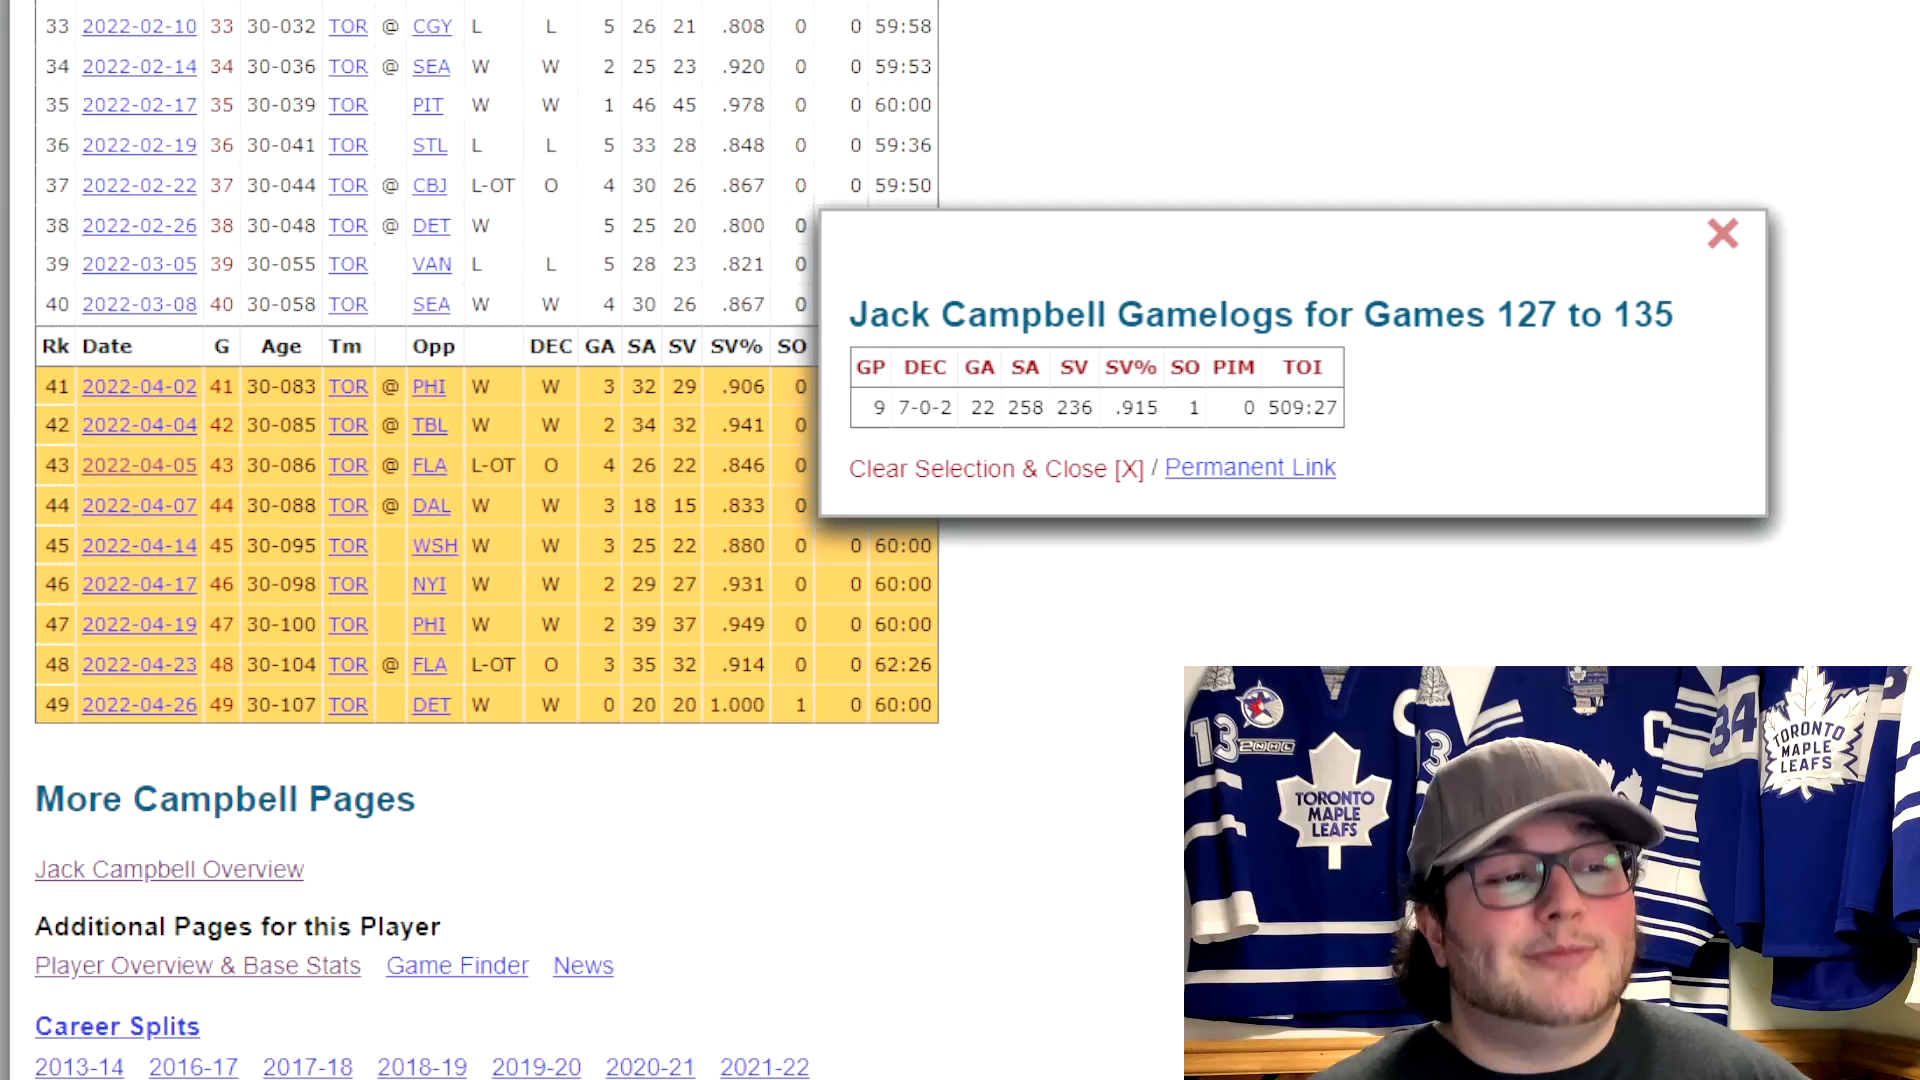 33 2022-02-10 33 30-032 TOR @ CGY L L 5 26 21 .808 0 0 59:58
34 2022-02-14 34 30-036 TOR @ SEA W W 2 25 23 .920 0 0 59:53
35 2022-02-17 35 30-039 TOR PIT W W 1 46 45 .978 0 0 60:00
36 2022-02-19 36 30-041 TOR STL L L 5 33 28 .848 0 0 59:36
37 2022-02-22 37 30-044 TOR @ CBJ L-OT O 4 30 26 .867 0 0 59:50
38 2022-02-26 38 30-048 TOR @ DET W 5 25 20 .800 0
39 2022-03-05 39 30-055 TOR VAN L L 5 28 23 .821 0
40 2022-03-08 40 30-058 TOR SEA W W 4 30 26 .867 0
Rk Date G Age Tm Opp DEC GA SA SV SV% SO
41 2022-04-02 41 30-083 TOR @ PHI W W 3 32 29 .906 0
42 2022-04-04 42 30-085 TOR @ TBL W W 2 34 32 .941 0
43 2022-04-05 43 30-086 TOR @ FLA L-OT O 4 26 22 .846 0
44 2022-04-07 44 30-088 TOR @ DAL W W 3 18 15 .833 0
45 2022-04-14 45 30-095 TOR WSH W W 3 25 22 .880 0 0 60:00
46 2022-04-17 46 30-098 TOR NYI W W 2 29 27 .931 0 0 60:00
47 2022-04-19 47 30-100 TOR PHI W W 2 39 37 .949 0 0 60:00
48 2022-04-23 48 30-104 TOR @ FLA L-OT O 3 35 32 .914 0 0 62:26
49 2022-04-26 49 30-107 TOR DET W W 0 20 20 1.000 1 0 60:00
Jack Campbell Gamelogs for Games 127 to 135
GP DEC GA SA SV SV% SO PIM TOI
9 7-0-2 22 258 236 .915 1 0 509:27
Clear Selection & Close [X] / Permanent Link
More Campbell Pages
Jack Campbell Overview
Additional Pages for this Player
Player Overview & Base Stats Game Finder News
Career Splits
2013-14 2016-17 2017-18 2018-19 2019-20 2020-21 2021-22
13
2NHL
TORONTO
MAPLE
LEAFS
C
3
C
34
TORONTO
MAPLE
LEAFS